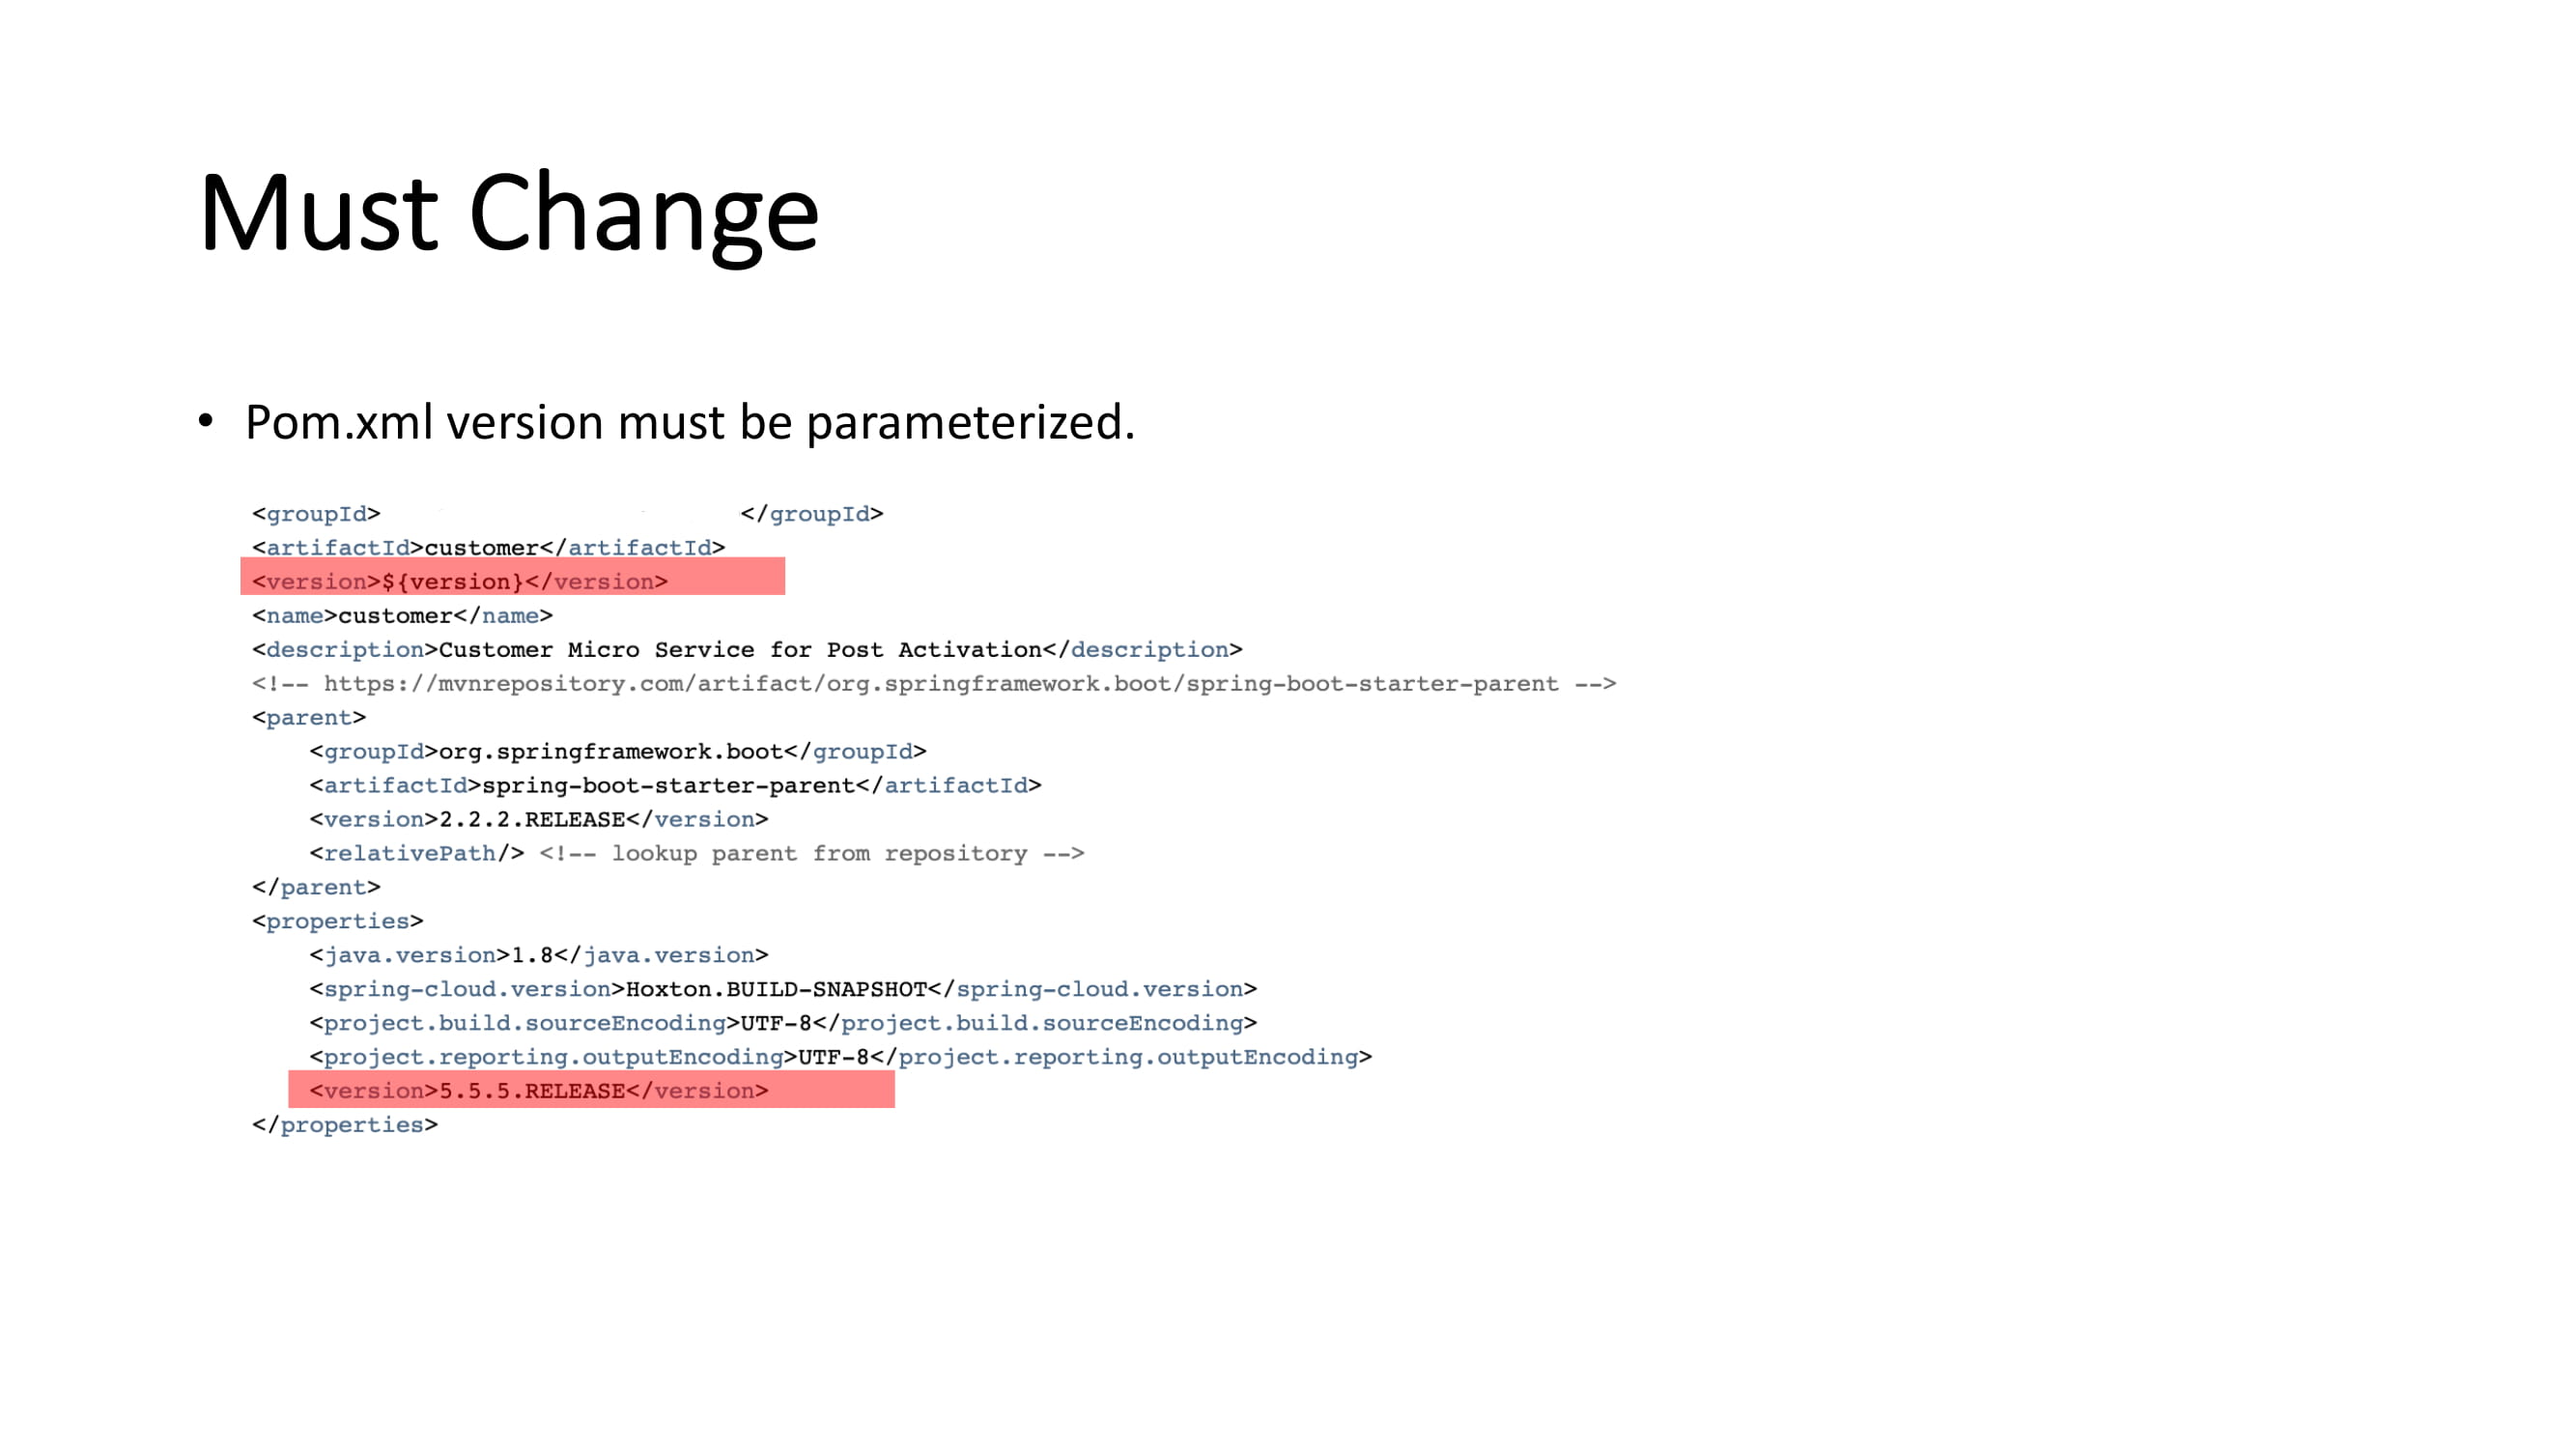 Must Change
• Pom.xml version must be parameterized.
<groupId> </groupId>
<artifactId>customer</artifactId>
<version>${version}</version>
<name>customer</name>
<description>Customer Micro Service for Post Activation</description>
<!-- https://mvnrepository.com/artifact/org.springframework.boot/spring-boot-starter-parent -->
<parent>
<groupId>org.springframework.boot</groupId>
<artifactId>spring-boot-starter-parent</artifactId>
<version>2.2.2.RELEASE</version>
<relativePath/> <!-- lookup parent from repository -->
</parent>
<properties>
<java.version>1.8</java.version>
<spring-cloud.version>Hoxton.BUILD-SNAPSHOT</spring-cloud.version>
<project.build.sourceEncoding>UTF-8</project.build.sourceEncoding>
<project.reporting.outputEncoding>UTF-8</project.reporting.outputEncoding>
<version>5.5.5.RELEASE</version>
</properties>